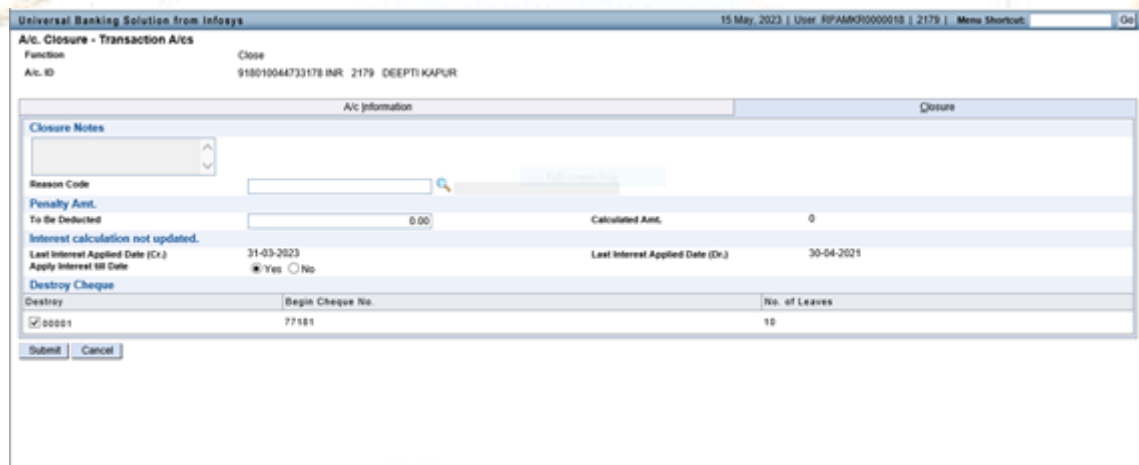 Universal Banking Solution from Infosys 15 May, 2023 | User RPAMKR0000018 | 2179 | Menu Shortcut: Go
A/c. Closure - Transaction A/cs
Function Close
A/c. ID 918010044733178 INR 2179 DEEPTI KAPUR
A/c Information Closure
Closure Notes
Reason Code
Penalty Amt.
To Be Deducted 0.00 Calculated Amt. 0
Interest calculation not updated.
Last Interest Applied Date (Cr.) 31-03-2023 Last Interest Applied Date (Dr.) 30-04-2021
Apply Interest till Date Yes No
Destroy Cheque
Destroy Begin Cheque No. No. of Leaves
00001 77181 10
Submit Cancel